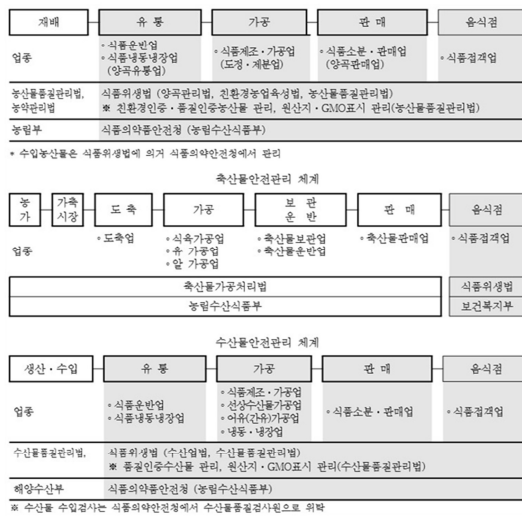 재배 유 통 가공 판 매 음식점
업종 ◦식품운반업 ◦식품제조・가공업 ◦식품소분・판매업 ◦식품접객업
◦식품냉동냉장업 (도정・제분업) (양곡판매업)
(양곡유통업)
농산물품질관리법, 식품위생법 (양곡관리법, 친환경농업육성법, 농산물품질관리법)
농약관리법 ※ 친환경인증・품질인증농산물 관리, 원산지・GMO표시 관리(농산물품질관리법)
농림부 식품의약품안전청 (농림수산식품부)
* 수입농산물은 식품위생법에 의거 식품의약안전청에서 관리
축산물안전관리 체계
농가 가축시장 도 축 가공 보 관 운 반 판 매 음식점
업종 ◦도축업 ◦식육가공업 ◦축산물보관업 ◦축산물판매업 ◦식품접객업
◦유 가공업 ◦축산물운반업
◦알 가공업
축산물가공처리법 식품위생법
농림수산식품부 보건복지부
수산물안전관리 체계
생산・수입 유 통 가공 판 매 음식점
업종 ◦식품운반업 ◦식품제조・가공업 ◦식품소분・판매업 ◦식품접객업
◦식품냉동냉장업 ◦선상수산물가공업
◦어유(간유)가공업
◦냉동・냉장업
수산물품질관리법, 식품위생법 (수산업법, 수산물품질관리법)
※ 품질인증수산물 관리, 원산지・GMO표시 관리(수산물품질관리법)
해양수산부 식품의약품안전청 (농림수산식품부)
※ 수산물 수입검사는 식품의약안전청에서 수산물품질검사원으로 위탁